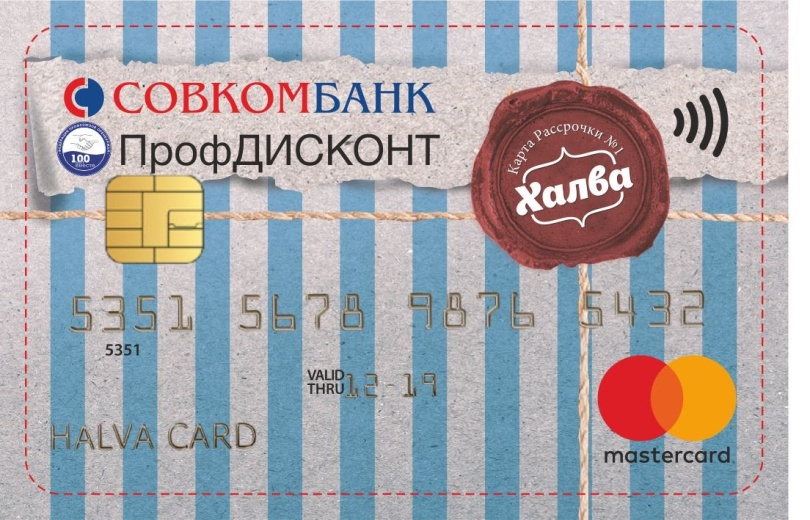 СОВКОМБАНК
ПрофДИСКОНТ
100
Карта Рассрочки №1
Халва
5351 5678 9876 5432
5351
VALID
THRU 12-19
HALVA CARD
mastercard